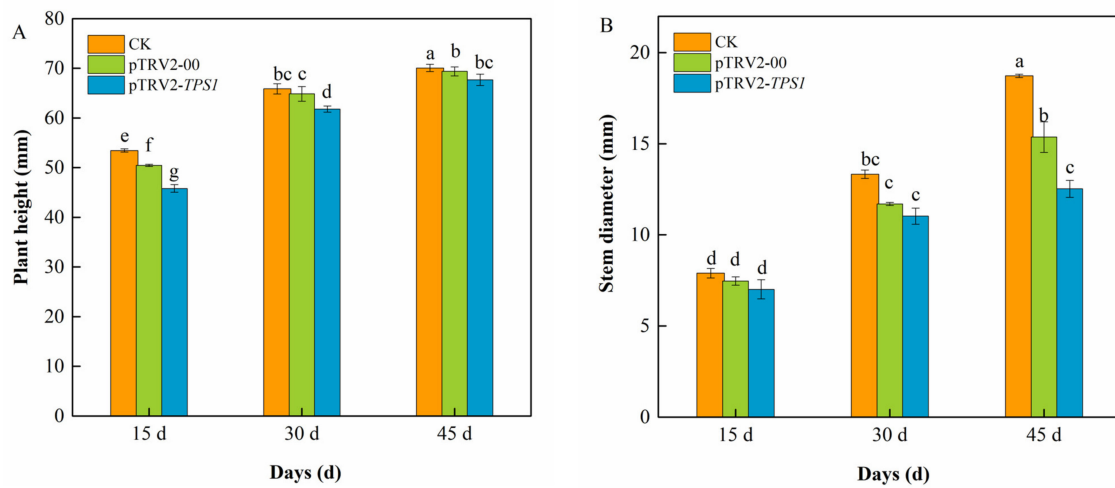 A
CK
pTRV2-00
pTRV2-TPS1
Plant height (mm)
80
70
60
50
40
30
20
10
0
e
f
g
bc
c
d
a
b
bc
15 d
30 d
45 d
Days (d)
B
CK
pTRV2-00
pTRV2-TPS1
Stem diameter (mm)
20
15
10
5
0
d
d
d
bc
c
c
a
b
c
15 d
30 d
45 d
Days (d)